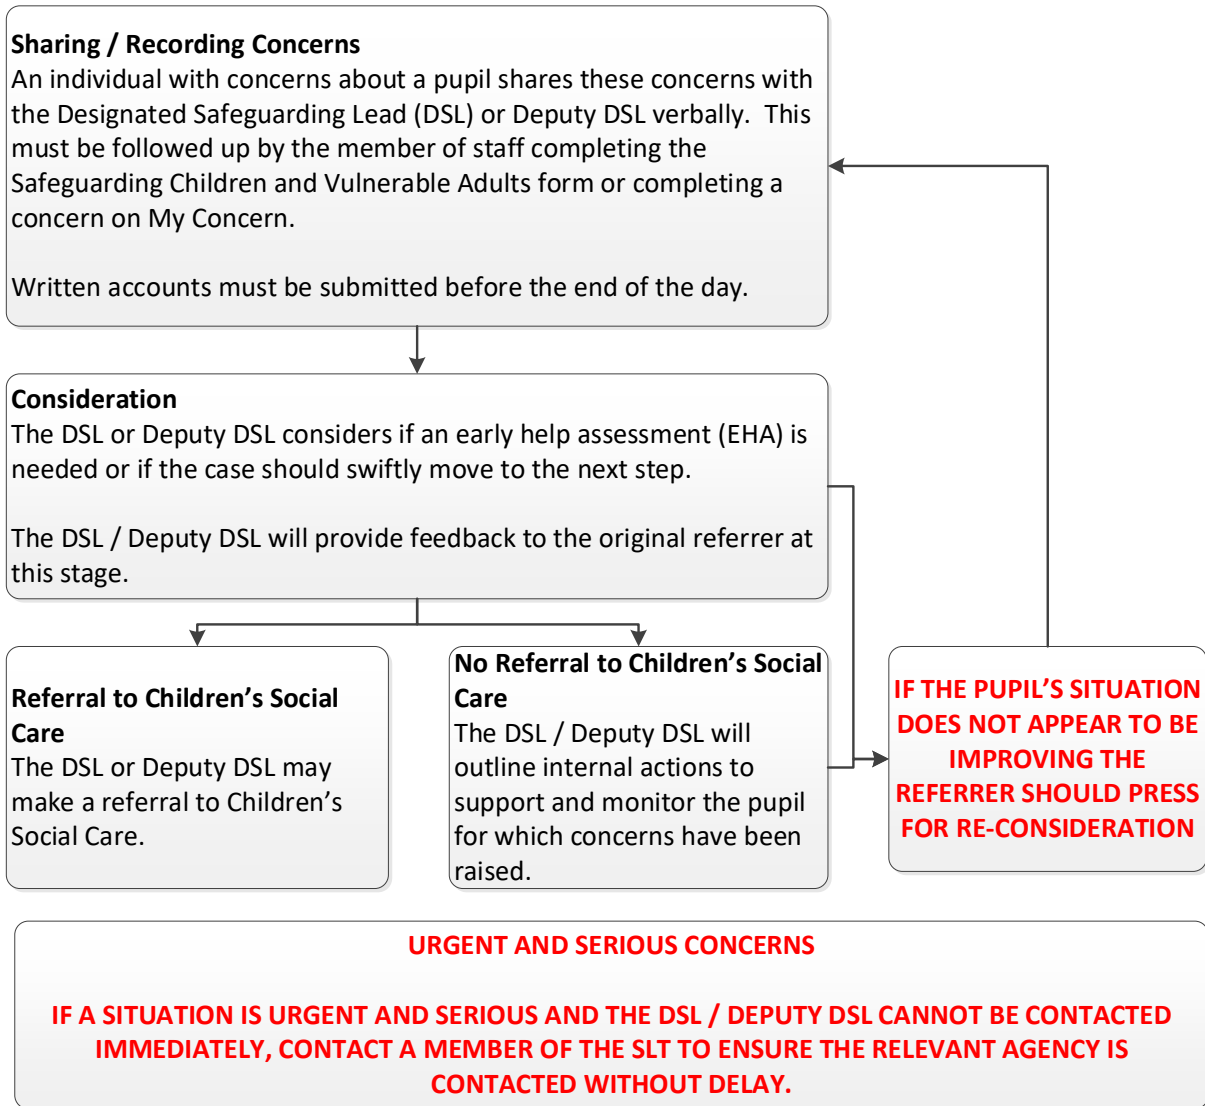 Sharing / Recording Concerns
An individual with concerns about a pupil shares these concerns with
the Designated Safeguarding Lead (DSL) or Deputy DSL verbally.  This
must be followed up by the member of staff completing the
Safeguarding Children and Vulnerable Adults form or completing a
concern on My Concern.
Written accounts must be submitted before the end of the day.
Consideration
The DSL or Deputy DSL considers if an early help assessment (EHA) is
needed or if the case should swiftly move to the next step.
The DSL / Deputy DSL will provide feedback to the original referrer at
this stage.
Referral to Children’s Social
Care
The DSL or Deputy DSL may
make a referral to Children’s
Social Care.
No Referral to Children’s Social
Care
The DSL / Deputy DSL will
outline internal actions to
support and monitor the pupil
for which concerns have been
raised.
IF THE PUPIL’S SITUATION
DOES NOT APPEAR TO BE
IMPROVING THE
REFERRER SHOULD PRESS
FOR RE-CONSIDERATION
URGENT AND SERIOUS CONCERNS
IF A SITUATION IS URGENT AND SERIOUS AND THE DSL / DEPUTY DSL CANNOT BE CONTACTED
IMMEDIATELY, CONTACT A MEMBER OF THE SLT TO ENSURE THE RELEVANT AGENCY IS
CONTACTED WITHOUT DELAY.